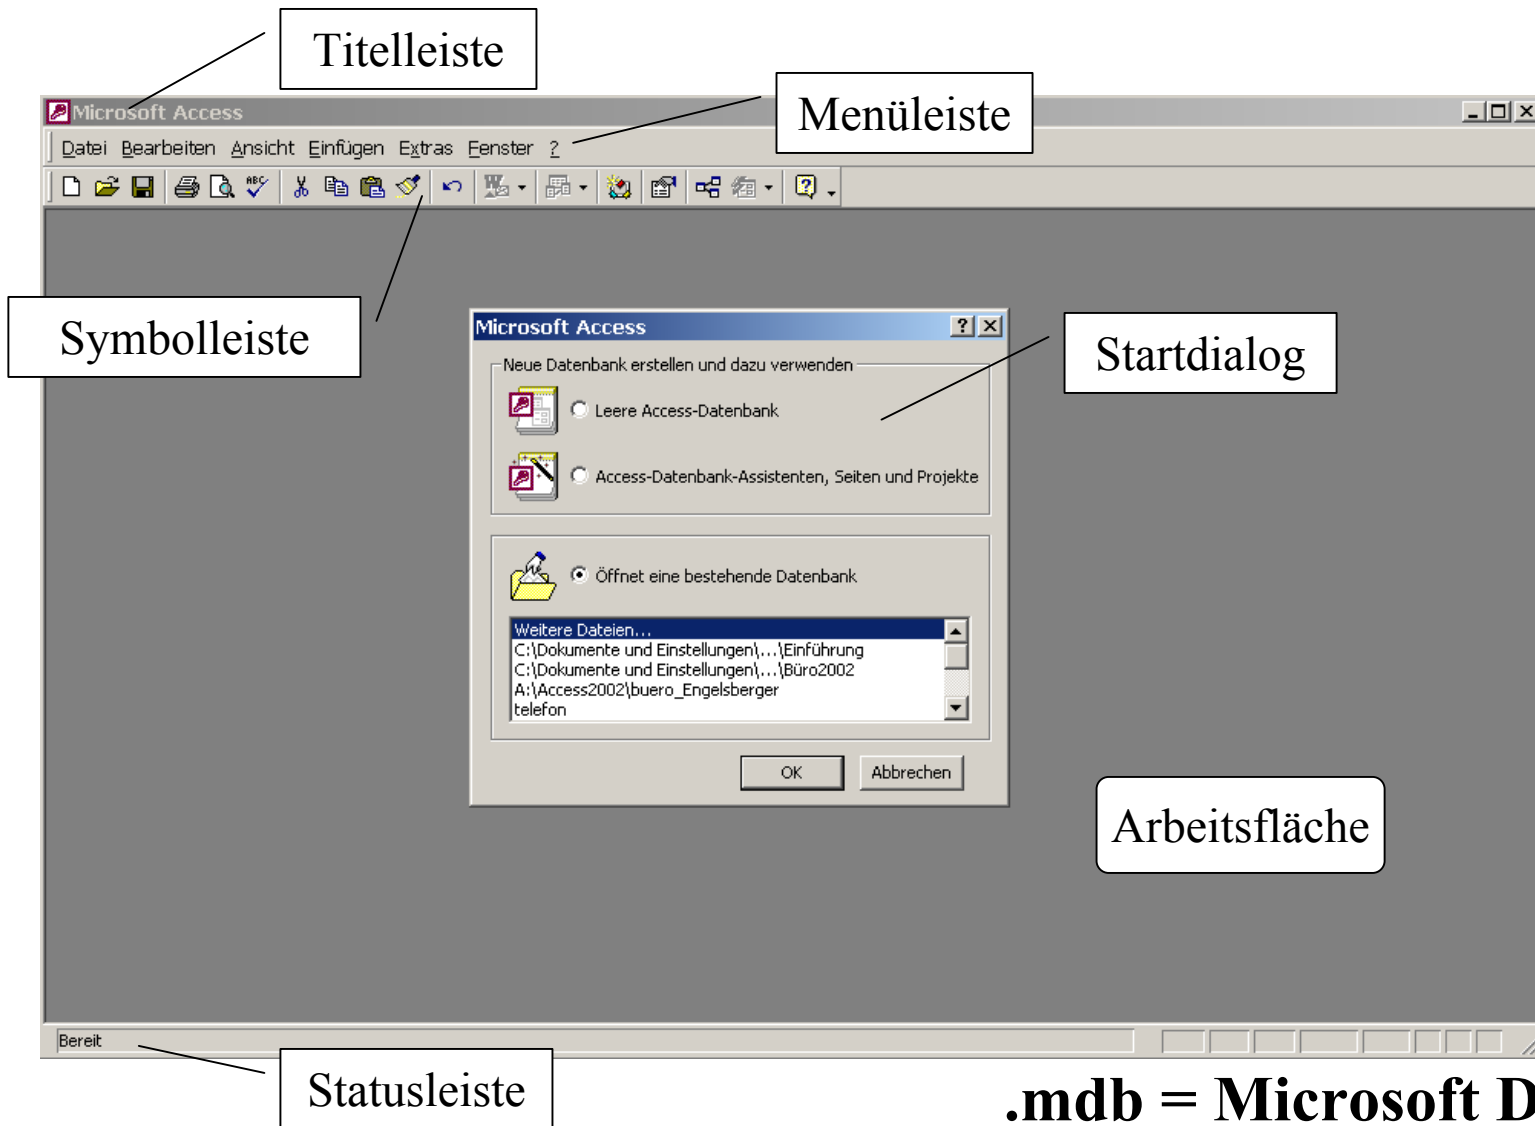 Titelleiste
Menüleiste
Microsoft Access
Datei Bearbeiten Ansicht Einfügen Extras Fenster ?
ABC
Symbolleiste
Microsoft Access
Startdialog
Neue Datenbank erstellen und dazu verwenden
Leere Access-Datenbank
Access-Datenbank-Assistenten, Seiten und Projekte
Öffnet eine bestehende Datenbank
Weitere Dateien...
C:\Dokumente und Einstellungen\...\Einführung
C:\Dokumente und Einstellungen\...\Büro2002
A:\Access2002\buero_Engelsberger
telefon
OK Abbrechen
Arbeitsfläche
Bereit
Statusleiste
.mdb = Microsoft D